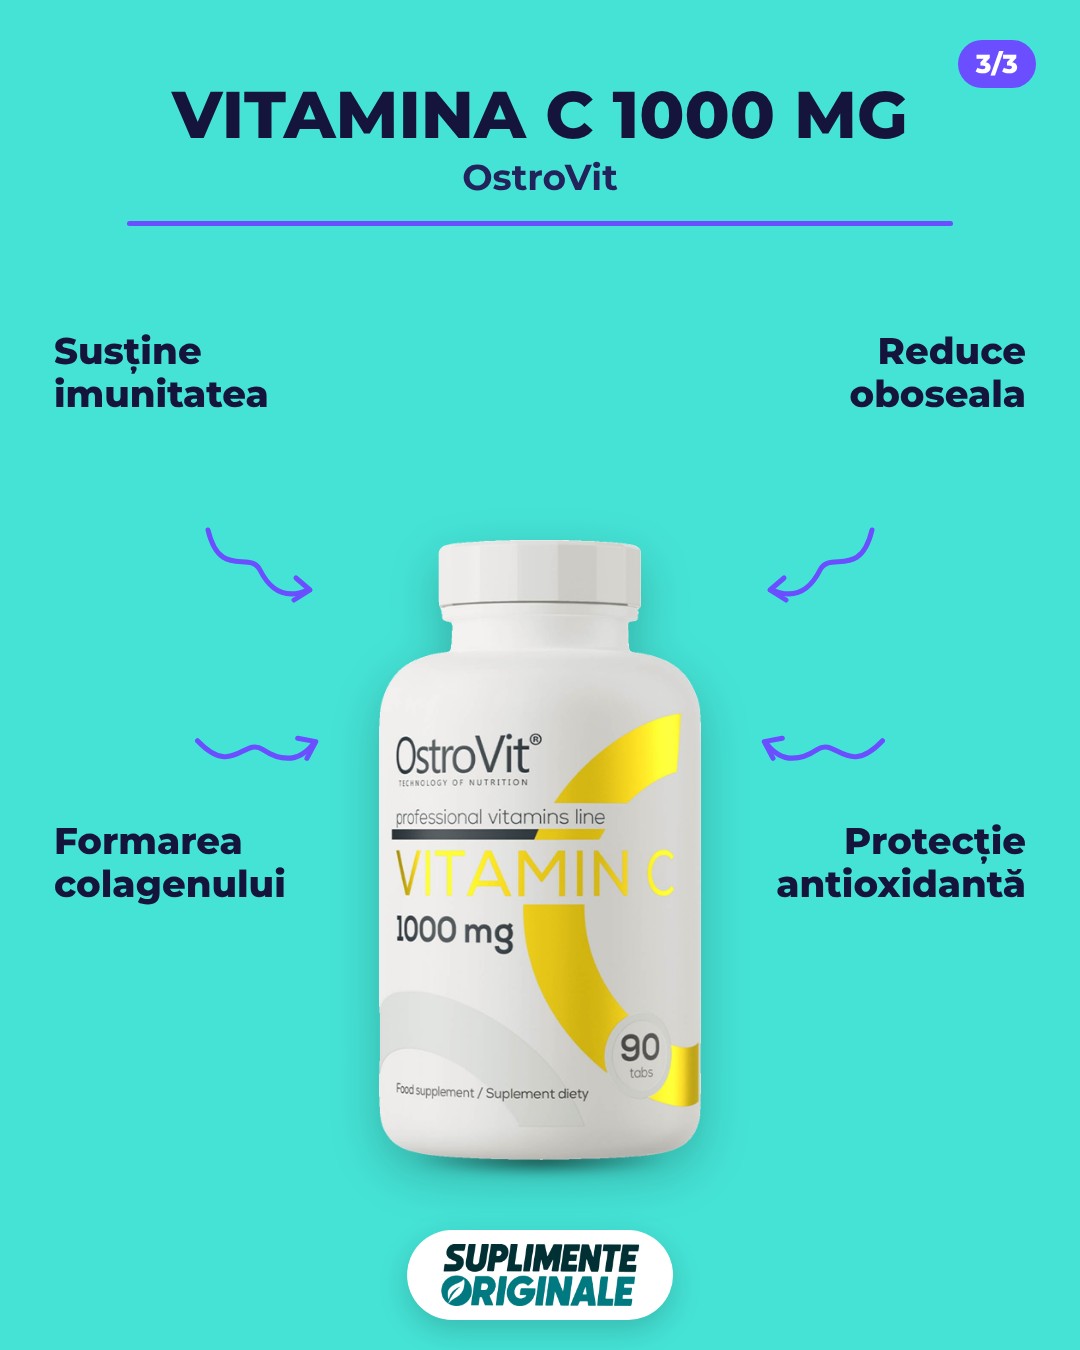 3/3
VITAMINA C 1000 MG
OstroVit
Susține
imunitatea
Reduce
oboseala
OstroVit®
TECHNOLOGY OF NUTRITION
professional vitamins line
VITAMIN C
1000 mg
90
tabs
Food supplement / Suplement diety
Formarea
colagenului
Protecție
antioxidantă
SUPLIMENTE
ORIGINALE